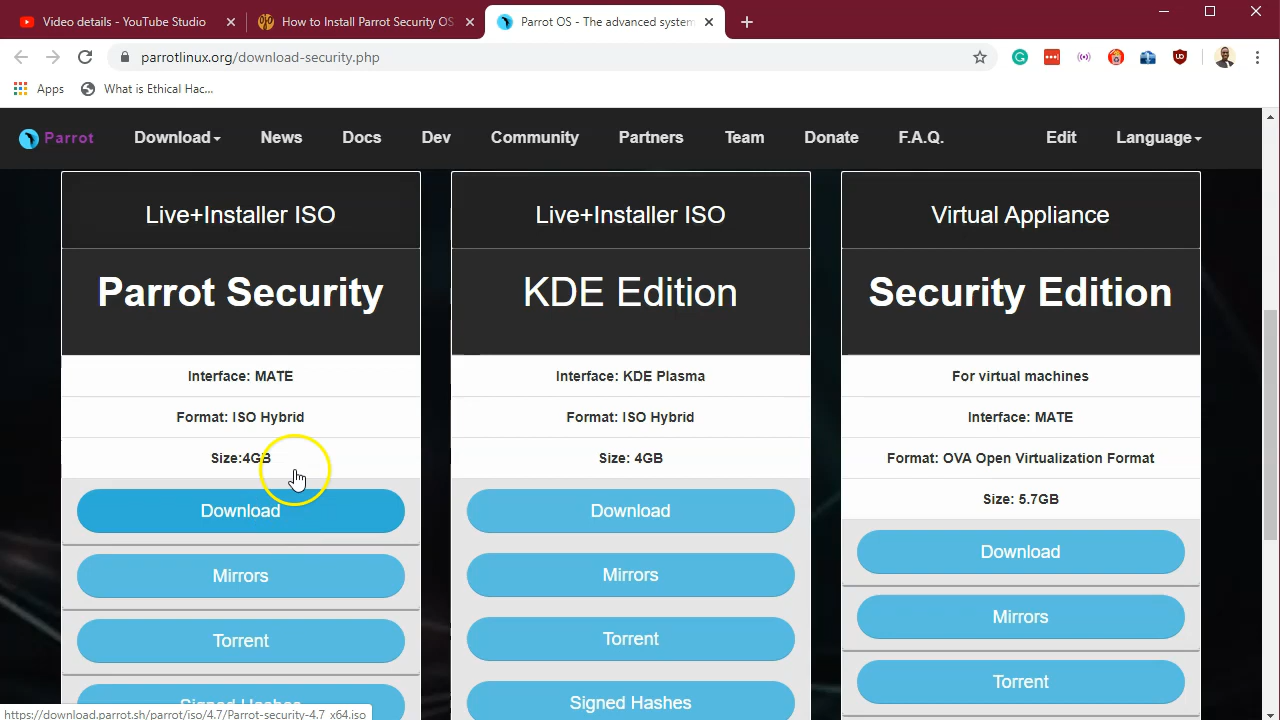 Video details - YouTube Studio
How to Install Parrot Security OS
Parrot OS - The advanced system
parrotlinux.org/download-security.php
Apps
What is Ethical Hac...
Parrot
Download
News
Docs
Dev
Community
Partners
Team
Donate
F.A.Q.
Edit
Language
Live+Installer ISO
Parrot Security
Interface: MATE
Format: ISO Hybrid
Size:4GB
Download
Mirrors
Torrent
Signed Hashes
Live+Installer ISO
KDE Edition
Interface: KDE Plasma
Format: ISO Hybrid
Size: 4GB
Download
Mirrors
Torrent
Signed Hashes
Virtual Appliance
Security Edition
For virtual machines
Interface: MATE
Format: OVA Open Virtualization Format
Size: 5.7GB
Download
Mirrors
Torrent
https://download.parrot.sh/parrot/iso/4.7/Parrot-security-4.7_x64.iso